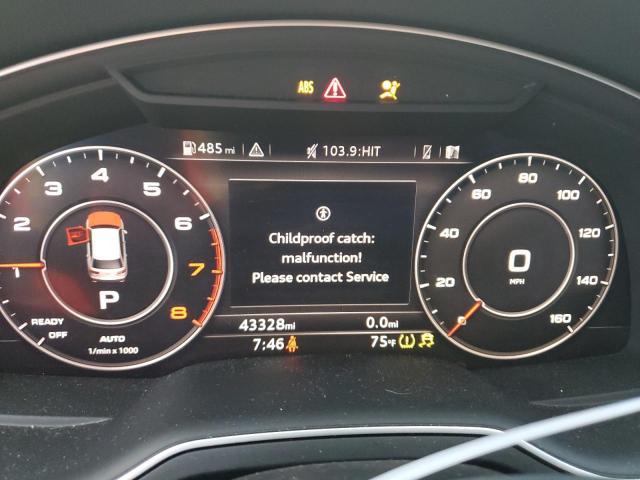 ABS
485 mi 103.9:HIT
1 2 3 4 5 6 7 8
P
READY
OFF
AUTO
1/min x 1000
Childproof catch:
malfunction!
Please contact Service
20 40 60 80 100 120 140 160
0
MPH
43328mi 0.0mi
7:46 75°F